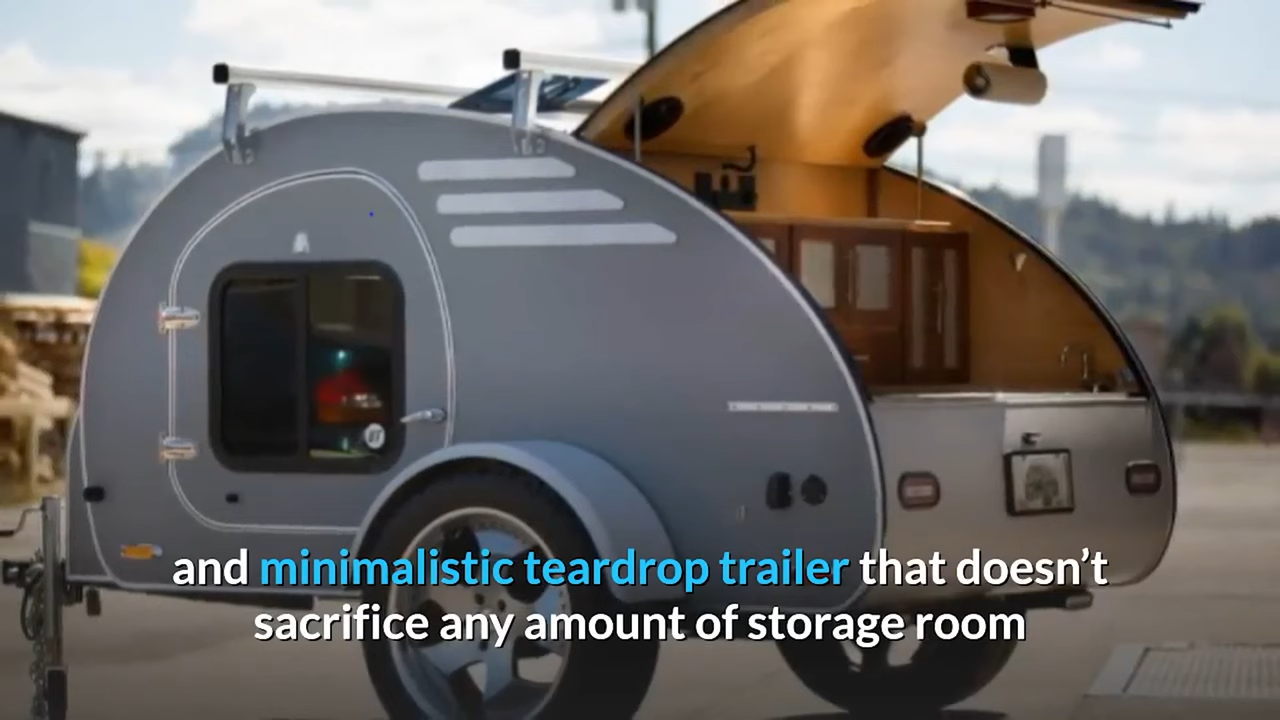 and minimalistic teardrop trailer that doesn’t
sacrifice any amount of storage room